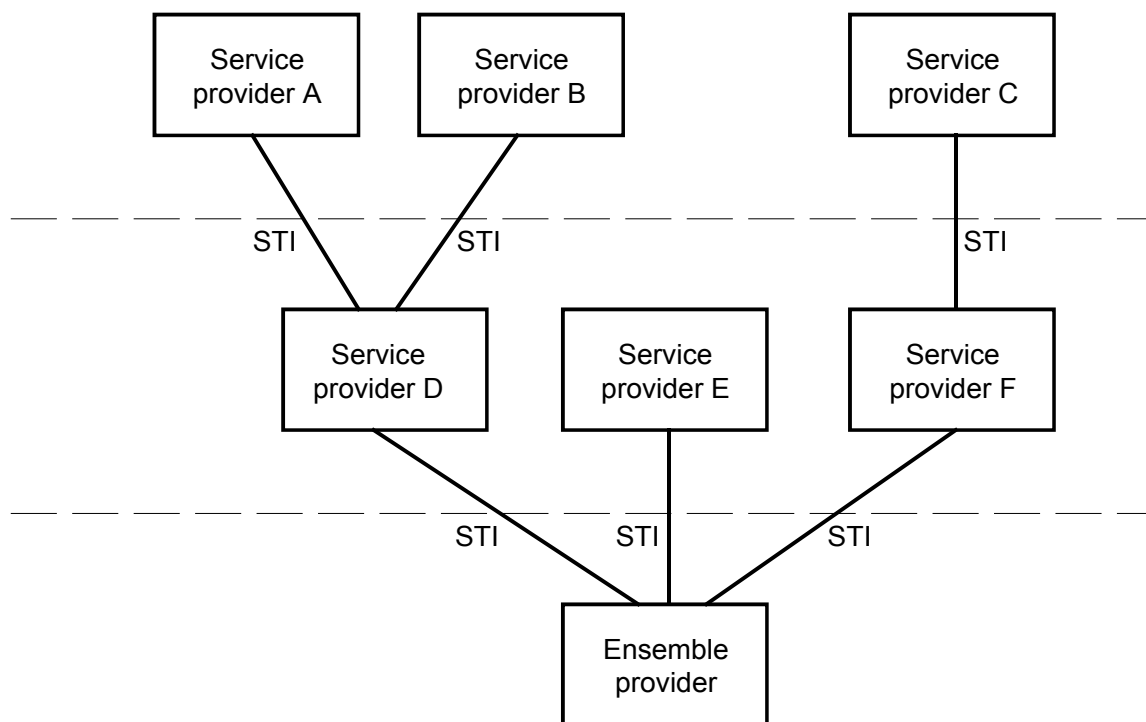 Service
provider A
Service
provider B
Service
provider C
STI
STI
STI
Service
provider D
Service
provider E
Service
provider F
STI
STI
STI
Ensemble
provider